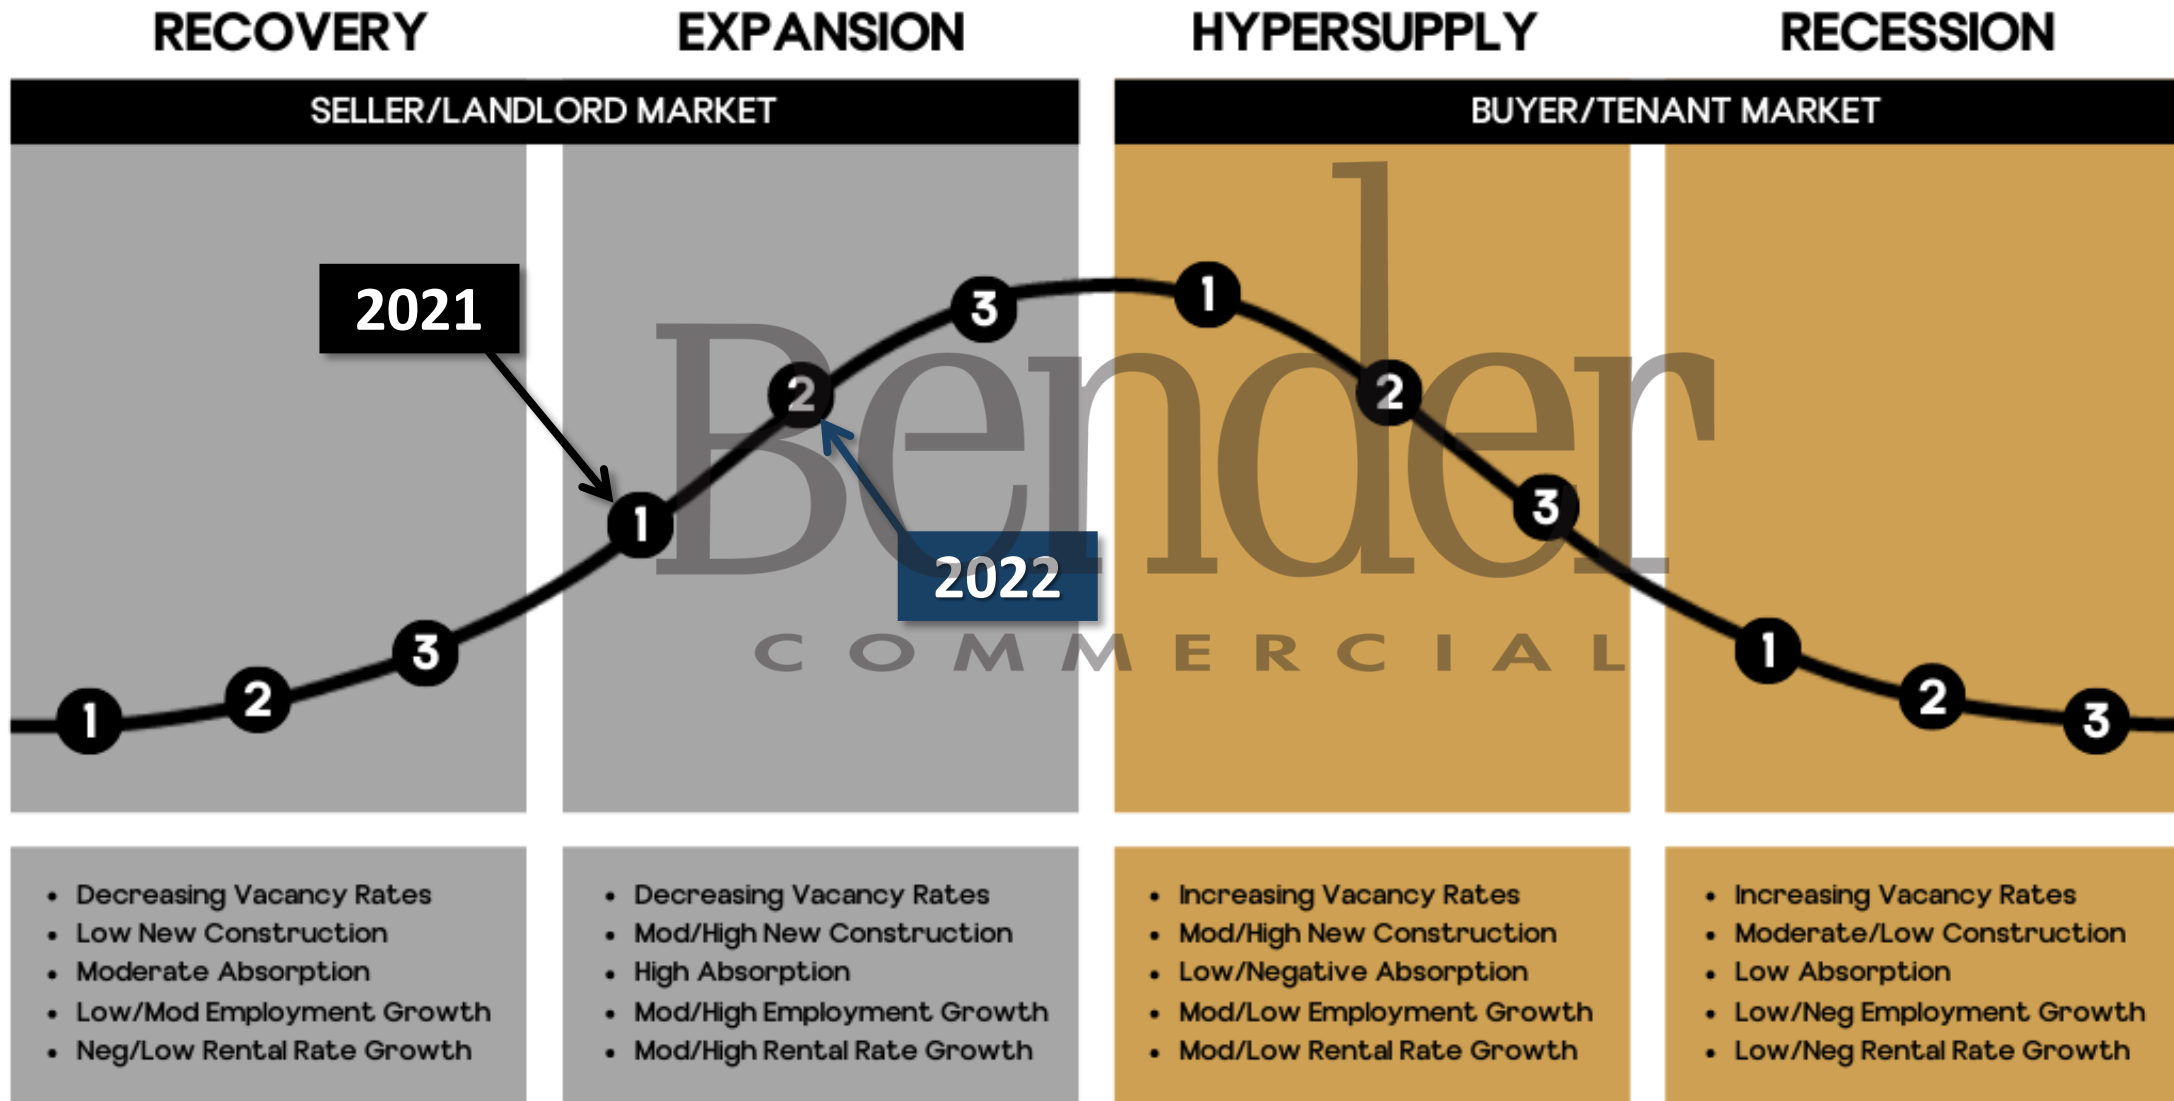 RECOVERY
EXPANSION
HYPERSUPPLY
RECESSION
SELLER/LANDLORD MARKET
BUYER/TENANT MARKET
2021
2022
1
2
3
1
2
3
1
2
3
1
2
3
Bender
COMMERCIAL
• Decreasing Vacancy Rates
• Low New Construction
• Moderate Absorption
• Low/Mod Employment Growth
• Neg/Low Rental Rate Growth
• Decreasing Vacancy Rates
• Mod/High New Construction
• High Absorption
• Mod/High Employment Growth
• Mod/High Rental Rate Growth
• Increasing Vacancy Rates
• Mod/High New Construction
• Low/Negative Absorption
• Mod/Low Employment Growth
• Mod/Low Rental Rate Growth
• Increasing Vacancy Rates
• Moderate/Low Construction
• Low Absorption
• Low/Neg Employment Growth
• Low/Neg Rental Rate Growth